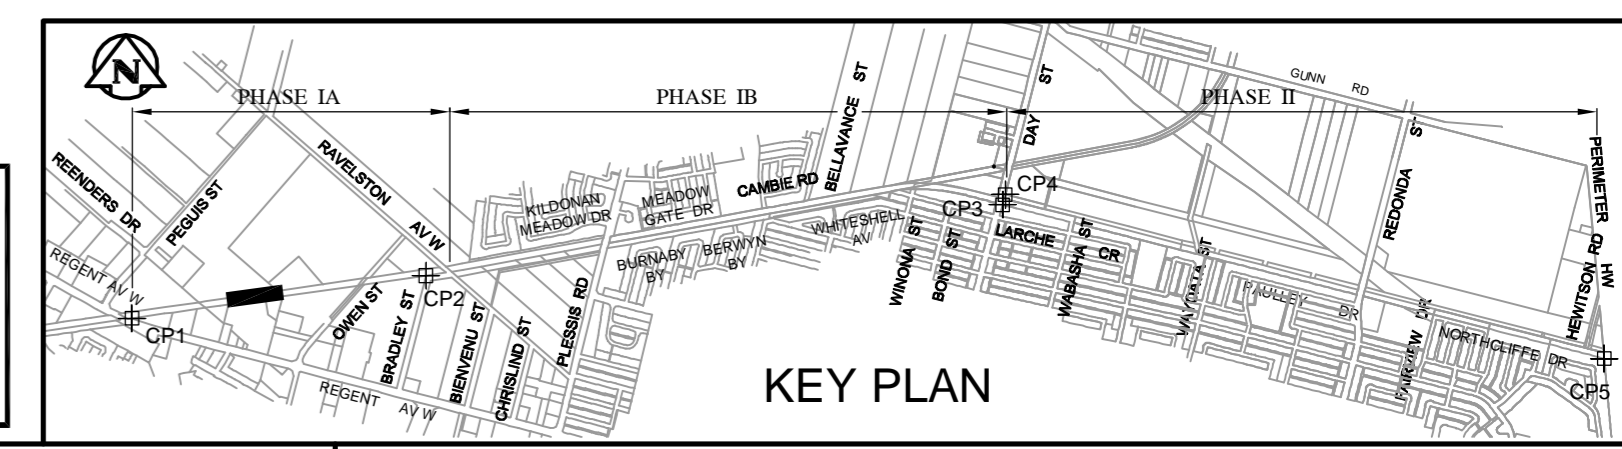 N
PHASE IA
PHASE IB
PHASE II
GUNN RD
REENDERS DR
PEGUIS ST
RAVELSTON AV W
REGENT AV W
CP1
OWEN ST
BRADLEY ST
CP2
BIENVENU ST
CHRISLIND ST
REGENT AV W
PLESSIS RD
KILDONAN
MEADOW DR
MEADOW
GATE DR
BURNABY
BY
BERWYN
BY
CAMBIE RD
BELLAVANCE ST
WHITESHELL
AV
WINONA ST
BOND ST
DAY ST
CP4
CP3
LARCHE CR
WABASHA ST
WAYOATA ST
PAULLEY DR
REDONDA ST
FAIRVIEW DR
NORTHCLIFFE DR
HEWITSON RD
PERIMETER HW
CP5
KEY PLAN